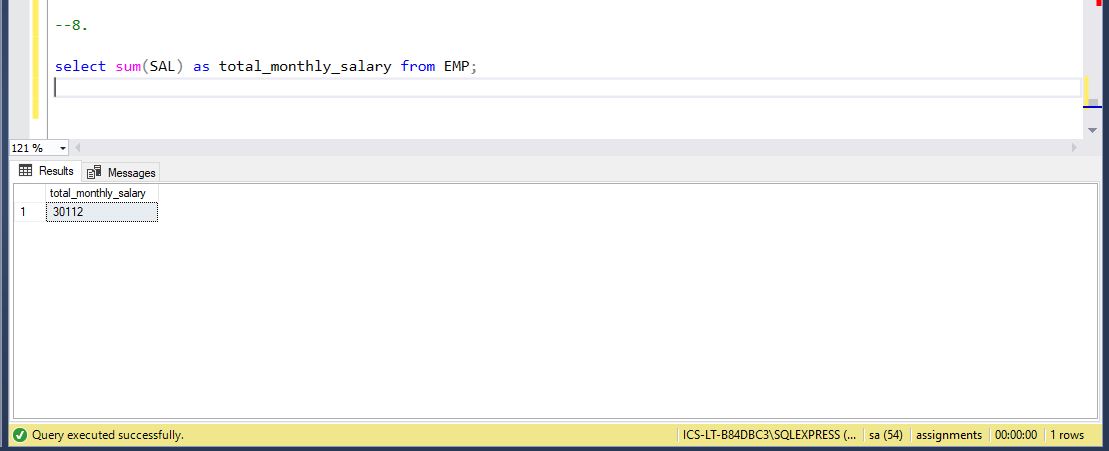 --8.
select sum(SAL) as total_monthly_salary from EMP;
121 %
Results Messages
total_monthly_salary
1 30112
Query executed successfully. ICS-LT-B84DBC3\SQLEXPRESS (... sa (54) assignments 00:00:00 1 rows